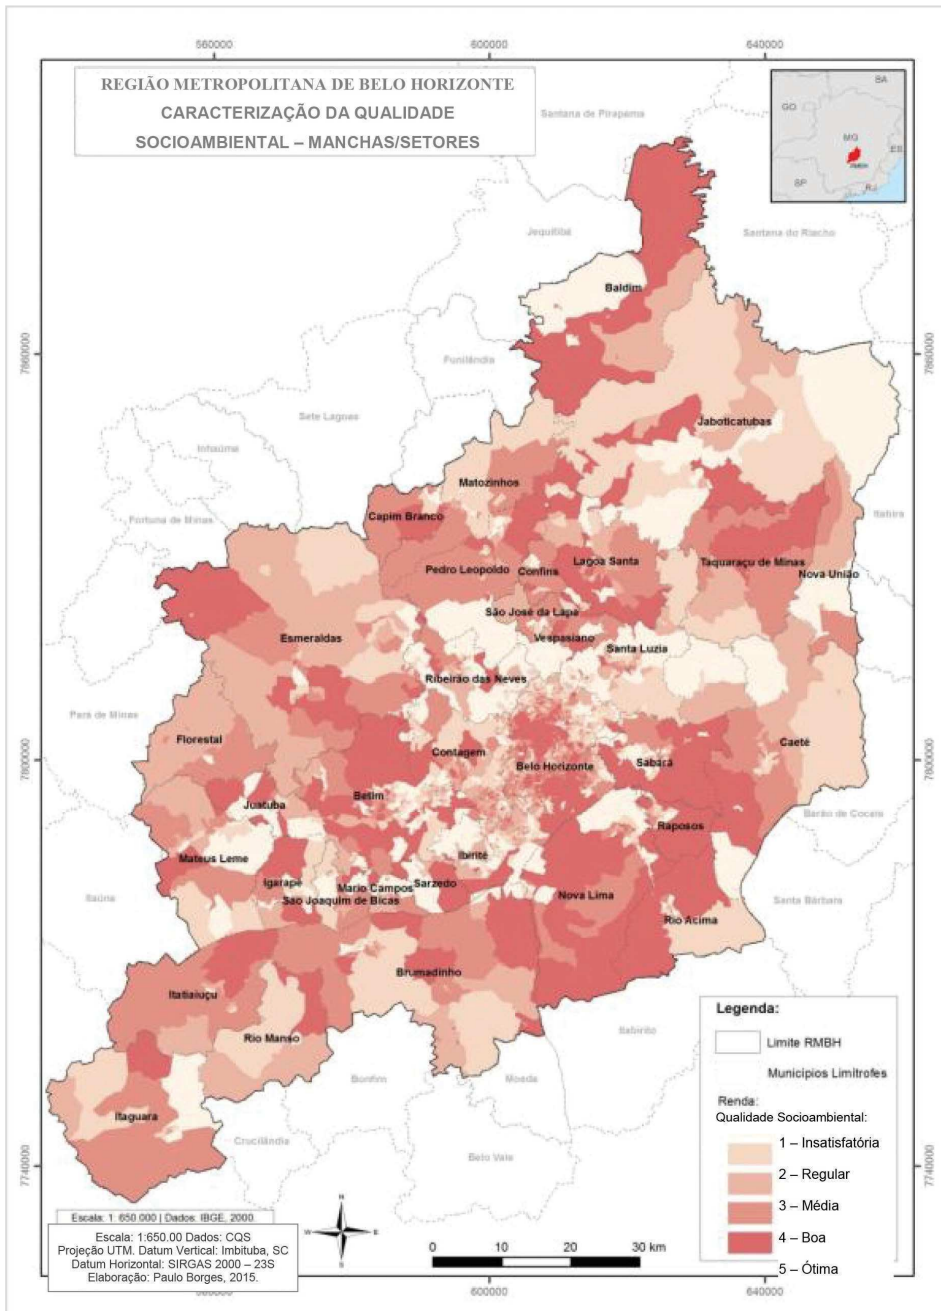 560000
600000
640000
REGIÃO METROPOLITANA DE BELO HORIZONTE
CARACTERIZAÇÃO DA QUALIDADE
SOCIOAMBIENTAL – MANCHAS/SETORES
BA
GO
MG
ES
RMBH
SP
RJ
Santana de Pirapama
Jequitibá
Santana do Riacho
Baldim
7860000
7860000
Funilândia
Sete Lagoas
Jaboticatubas
Inhaúma
Matozinhos
Capim Branco
Fortuna de Minas
Itabira
Pedro Leopoldo
Confins
Lagoa Santa
Taquaraçu de Minas
Nova União
São José da Lapa
Esmeraldas
Vespasiano
Santa Luzia
Ribeirão das Neves
Pará de Minas
Florestal
Contagem
Caeté
7800000
Belo Horizonte
Sabará
7800000
Juatuba
Betim
Barão de Cocais
Raposos
Mateus Leme
Ibirité
Igarapé
Mario Campos
Sarzedo
Itaúna
São Joaquim de Bicas
Nova Lima
Santa Bárbara
Rio Acima
Brumadinho
Itatiaiuçu
Rio Manso
Itabirito
Bonfim
Moeda
Itaguara
Crucilândia
Belo Vale
7740000
7740000
Legenda:
Limite RMBH
Municípios Limítrofes
Renda:
Qualidade Socioambiental:
1 – Insatisfatória
2 – Regular
3 – Média
4 – Boa
5 – Ótima
Escala: 1: 650 000 | Dados: IBGE, 2000.
Escala: 1:650.00 Dados: CQS
Projeção UTM. Datum Vertical: Imbituba, SC
Datum Horizontal: SIRGAS 2000 – 23S
Elaboração: Paulo Borges, 2015.
N
W
E
S
0 10 20 30 km
560000
600000
640000